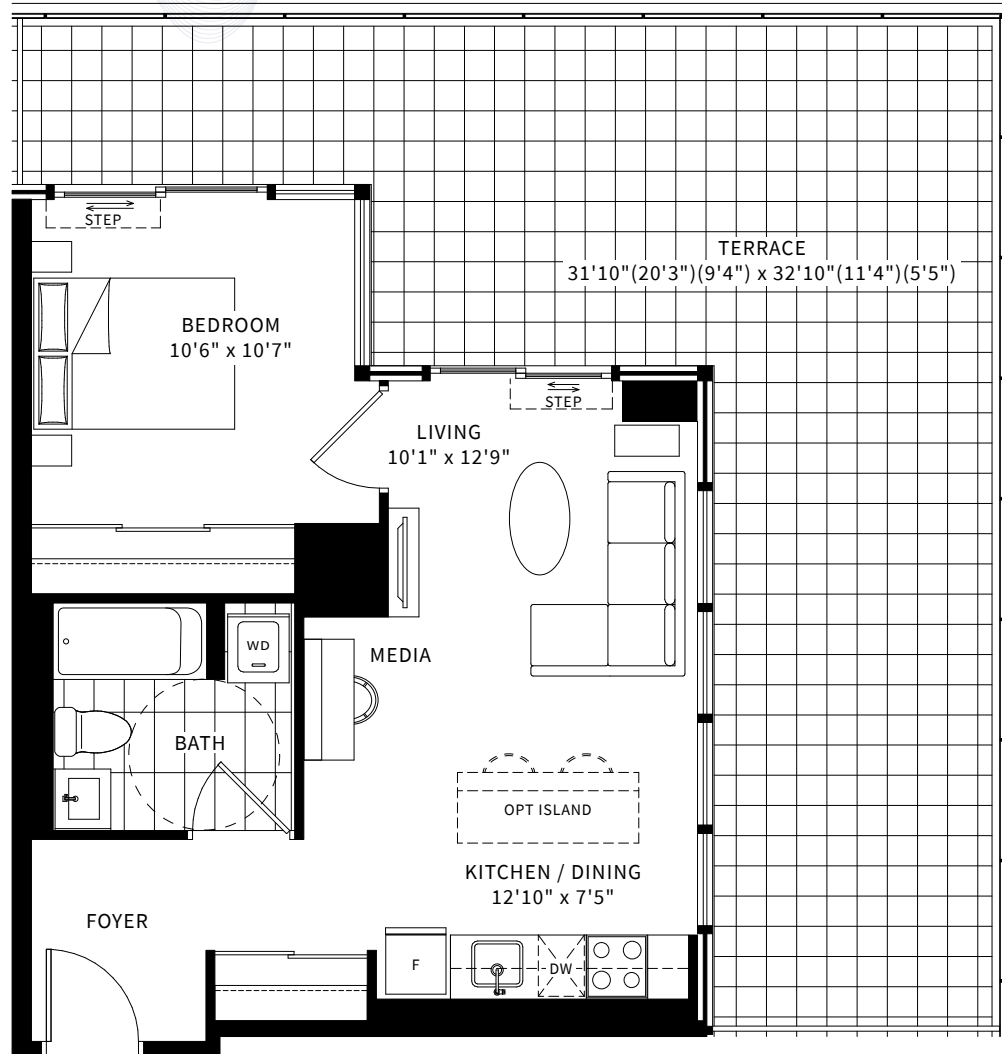 STEP
TERRACE
31'10"(20'3")(9'4") x 32'10"(11'4")(5'5")
BEDROOM
10'6" x 10'7"
STEP
LIVING
10'1" x 12'9"
WD
MEDIA
BATH
OPT ISLAND
KITCHEN / DINING
12'10" x 7'5"
FOYER
F
DW